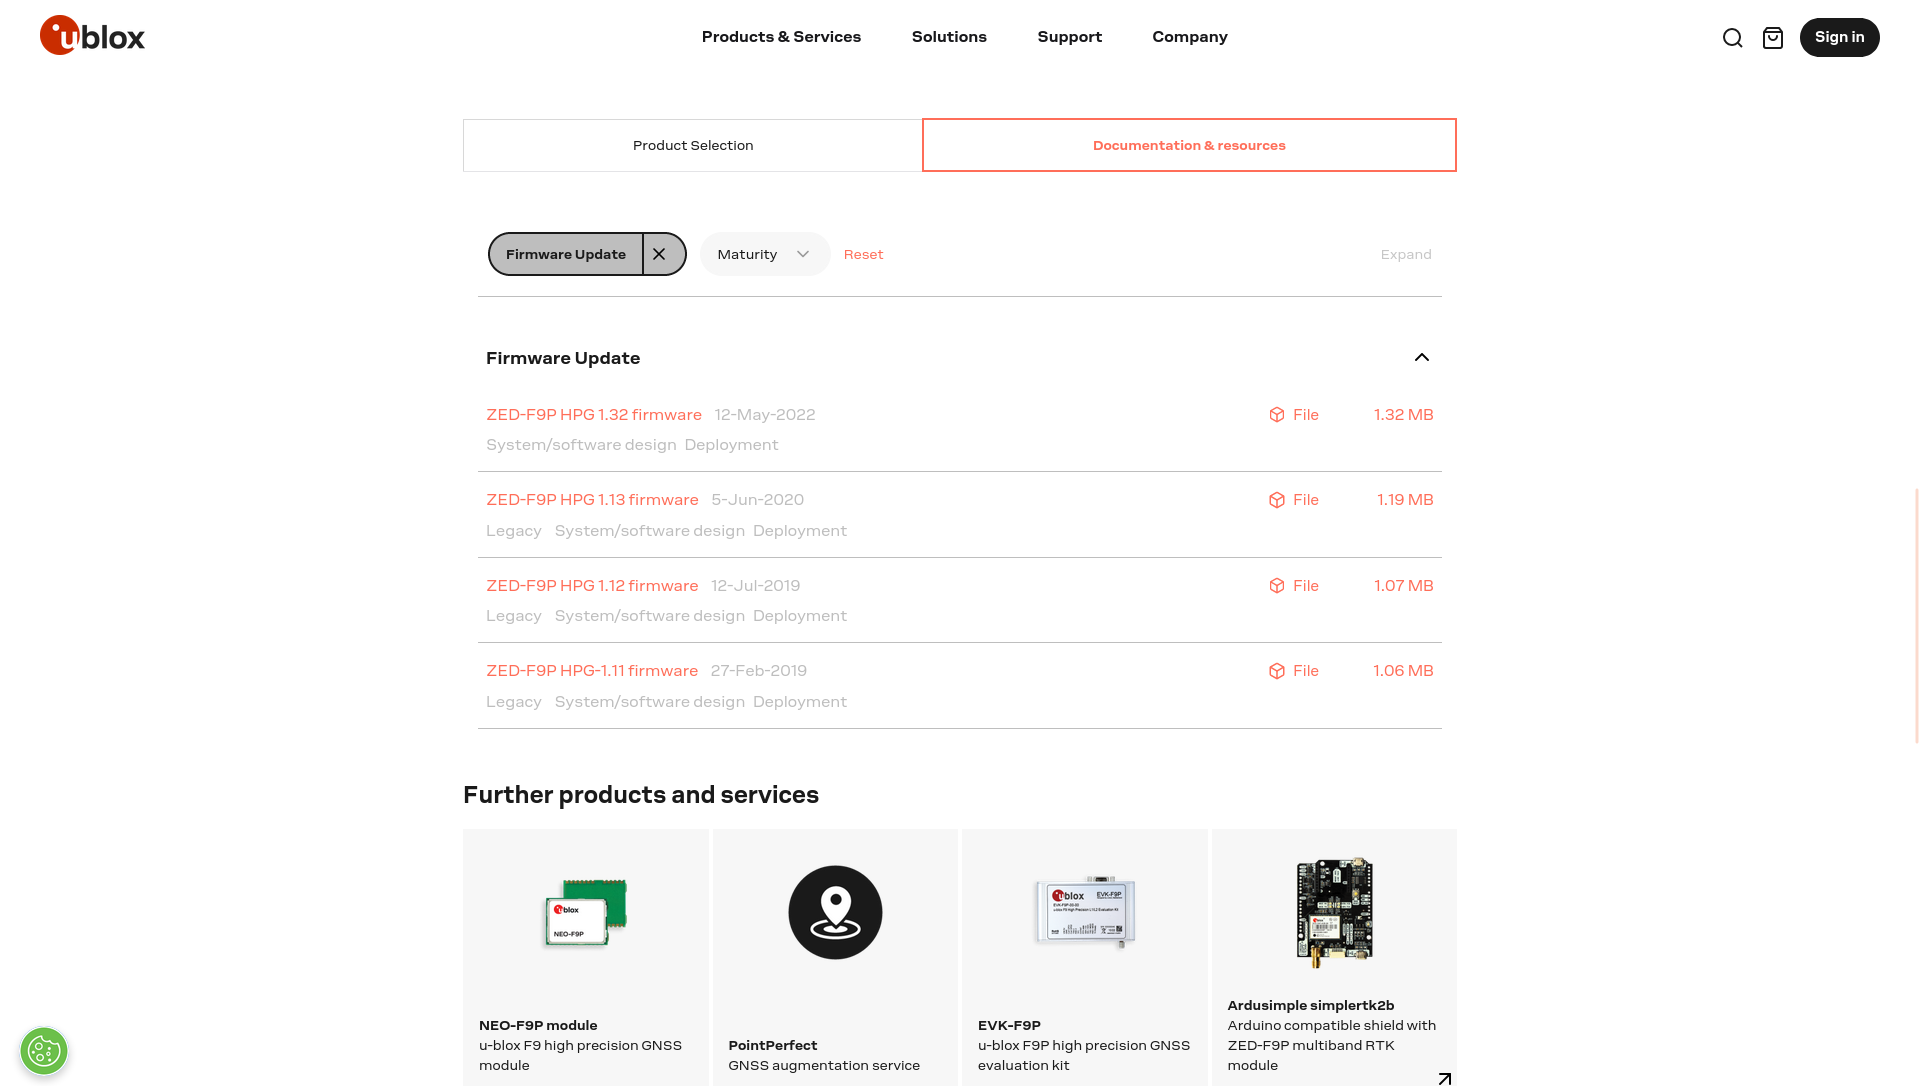 ublox
Products & Services
Solutions
Support
Company
Sign in
Product Selection
Documentation & resources
Firmware Update
Maturity
Reset
Expand
Firmware Update
ZED-F9P HPG 1.32 firmware 12-May-2022 File 1.32 MB
System/software design Deployment
ZED-F9P HPG 1.13 firmware 5-Jun-2020 File 1.19 MB
Legacy System/software design Deployment
ZED-F9P HPG 1.12 firmware 12-Jul-2019 File 1.07 MB
Legacy System/software design Deployment
ZED-F9P HPG-1.11 firmware 27-Feb-2019 File 1.06 MB
Legacy System/software design Deployment
Further products and services
ublox
NEO-F9P
ublox
EVK-F9P
NEO-F9P module
u-blox F9 high precision GNSS
module
PointPerfect
GNSS augmentation service
EVK-F9P
u-blox F9P high precision GNSS
evaluation kit
Ardusimple simplertk2b
Arduino compatible shield with
ZED-F9P multiband RTK
module